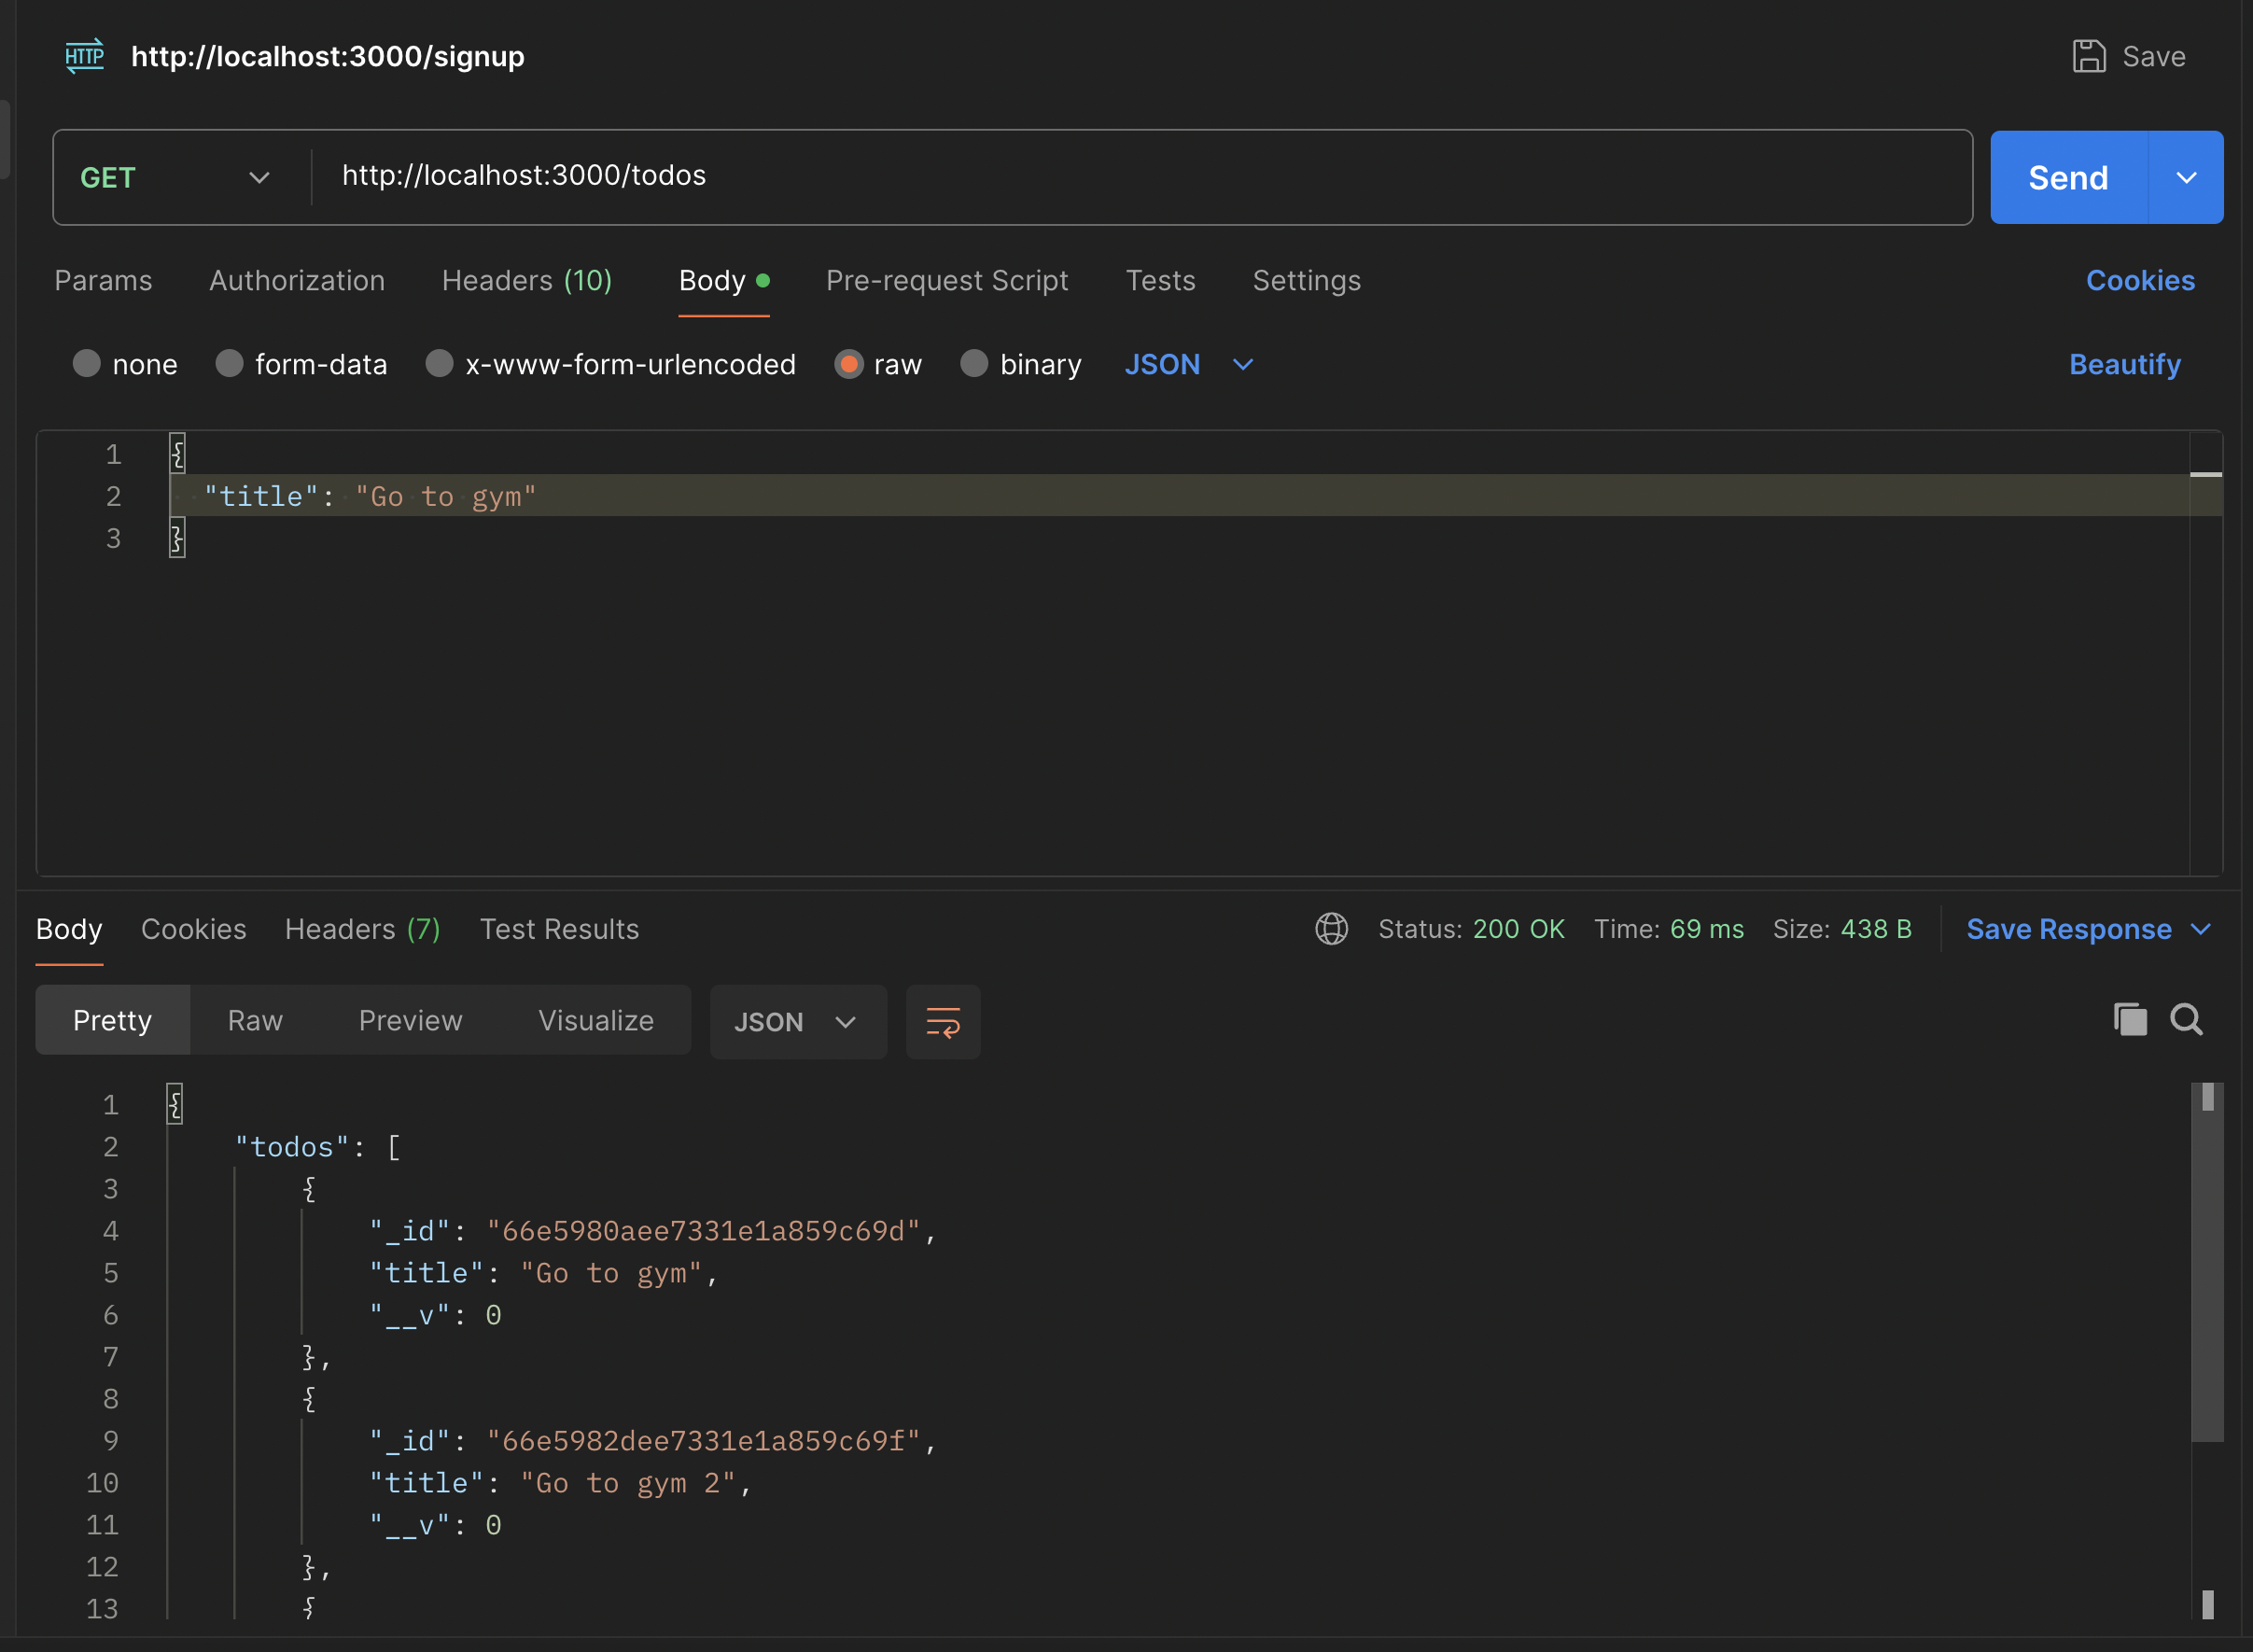 HTTP http://localhost:3000/signup Save
GET http://localhost:3000/todos Send
Params Authorization Headers (10) Body Pre-request Script Tests Settings Cookies
none form-data x-www-form-urlencoded raw binary JSON Beautify
1 {
2 "title": "Go to gym"
3 }
Body Cookies Headers (7) Test Results Status: 200 OK Time: 69 ms Size: 438 B Save Response
Pretty Raw Preview Visualize JSON
1 {
2 "todos": [
3 {
4 "_id": "66e5980aee7331e1a859c69d",
5 "title": "Go to gym",
6 "__v": 0
7 },
8 {
9 "_id": "66e5982dee7331e1a859c69f",
10 "title": "Go to gym 2",
11 "__v": 0
12 },
13 {